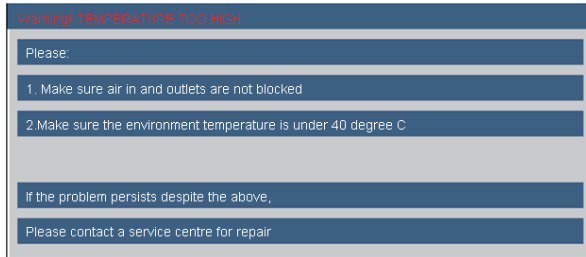 Warning! TEMPERATURE TOO HIGH
Please:
1. Make sure air in and outlets are not blocked
2.Make sure the environment temperature is under 40 degree C
If the problem persists despite the above,
Please contact a service centre for repair